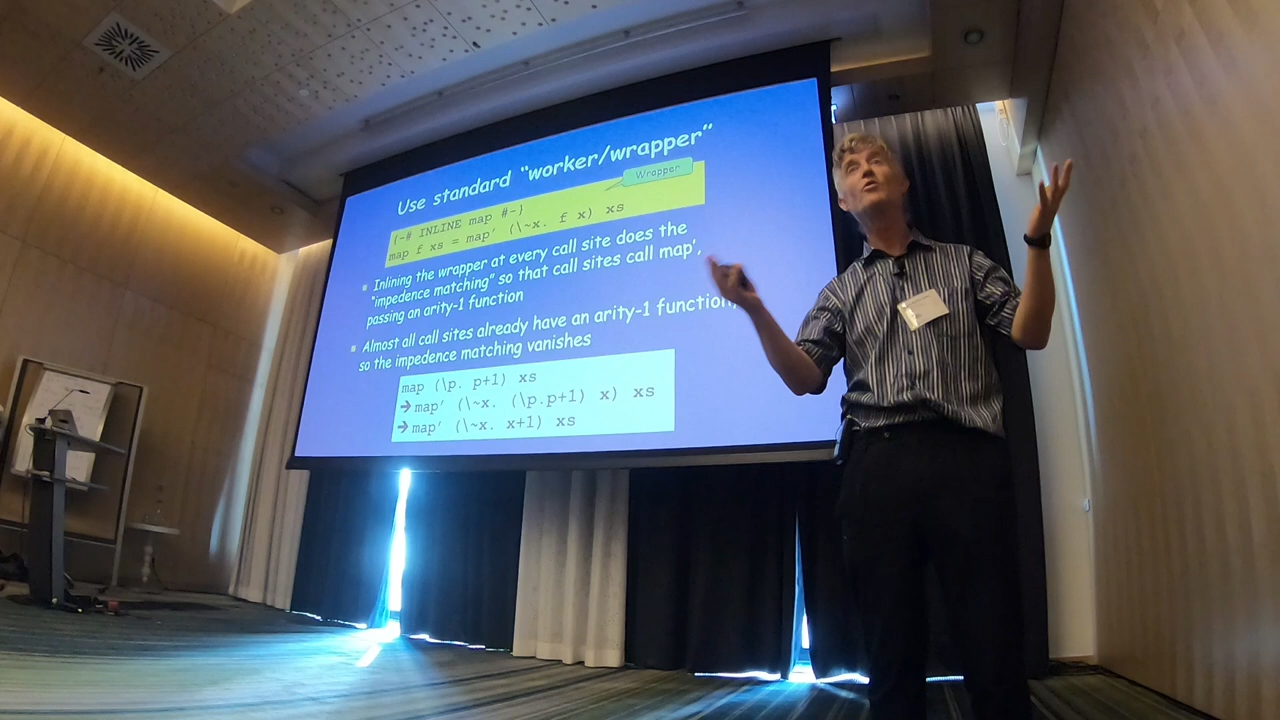 Use standard “worker/wrapper”
Wrapper
{-# INLINE map #-}
map f xs = map' (\~x. f x) xs
Inlining the wrapper at every call site does the
“impedence matching” so that call sites call map',
passing an arity-1 function
Almost all call sites already have an arity-1 function,
so the impedence matching vanishes
map (\p. p+1) xs
➔ map' (\~x. (\p.p+1) x) xs
➔ map' (\~x. x+1) xs